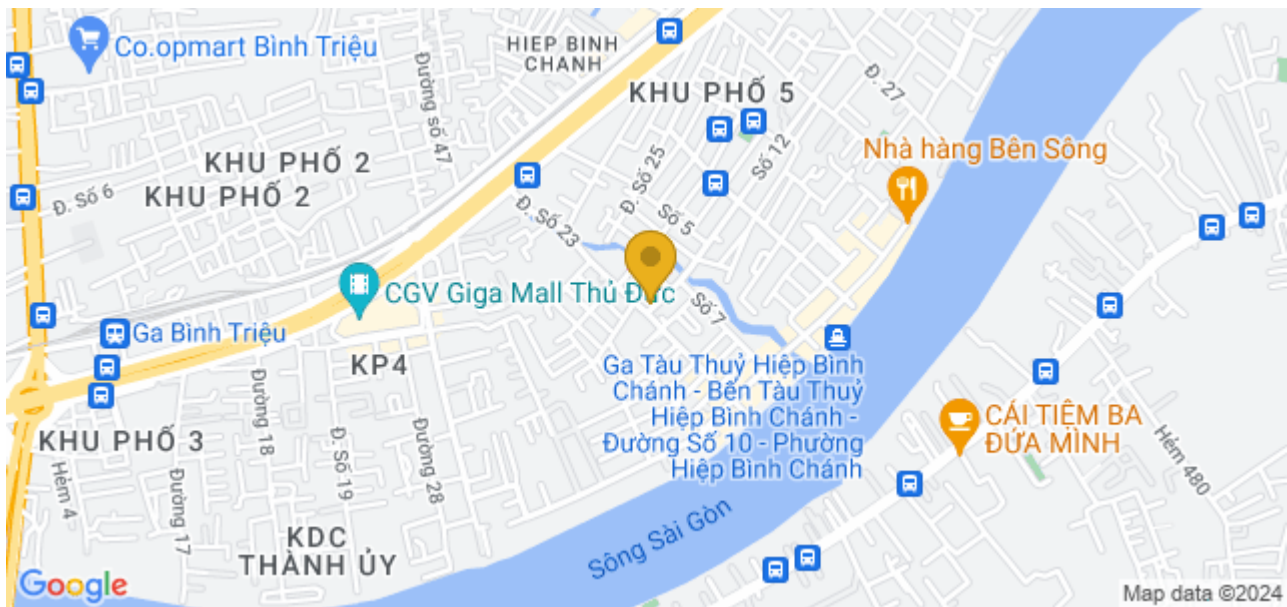 Co.opmart Bình Triệu
HIEP BINH
CHANH
Đường số 47
KHU PHỐ 5
Đ. 27
KHU PHỐ 2
KHU PHỐ 2
Đ. Số 6
Đ. Số 25
Số 12
Nhà hàng Bên Sông
Đ. Số 23
Số 5
CGV Giga Mall Thủ Đức
Số 7
Ga Bình Triệu
KP4
Ga Tàu Thuỷ Hiệp Bình
Chánh - Bến Tàu Thuỷ
Hiệp Bình Chánh -
Đường Số 10 - Phường
Hiệp Bình Chánh
CÁI TIỆM BA
ĐỨA MÌNH
KHU PHỐ 3
Hẻm 4
Đường 17
Đường 18
Đ. Số 19
Đường 28
Hẻm 480
KDC
THÀNH ỦY
Sông Sài Gòn
Google
Map data ©2024